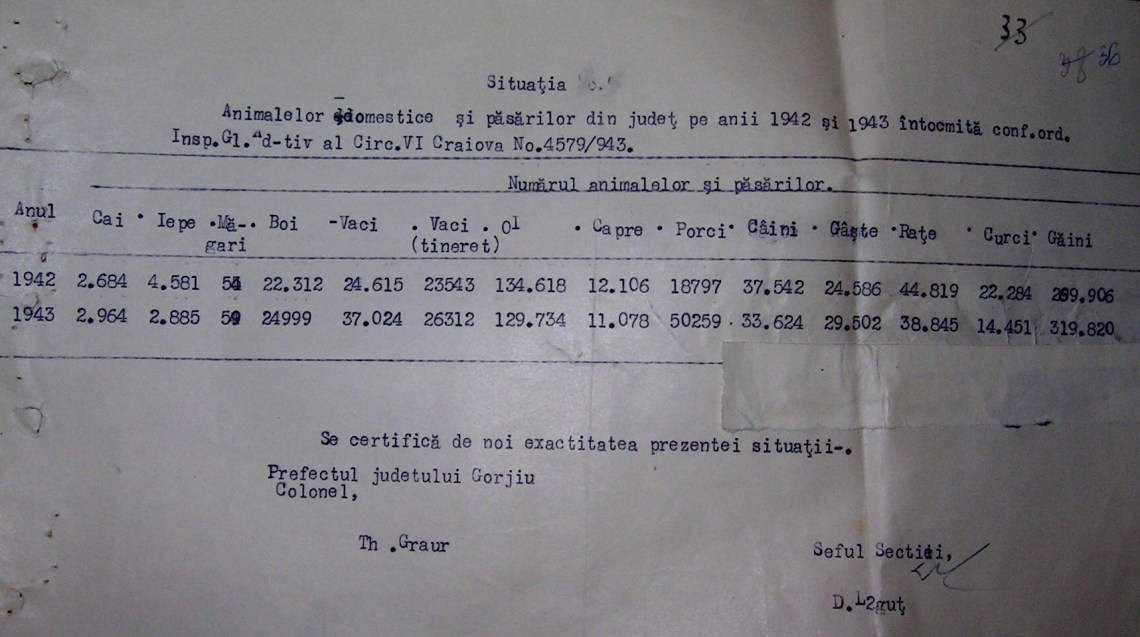 33
36
Situaţia
Animalelor domestice şi păsărilor din judeţ pe anii 1942 şi 1943 întocmită conf.ord.
Insp.Gl.Ad-tiv al Circ.VI Craiova No.4579/943.
Numărul animalelor şi păsărilor.
Anul Cai Iepe Mă-gari Boi Vaci Vaci (tineret) OI Capre Porci Câini Gâşte Raţe Curci Găini
1942 2.684 4.581 54 22.312 24.615 23543 134.618 12.106 18797 37.542 24.586 44.819 22.284 269.906
1943 2.964 2.885 59 24999 37.024 26312 129.734 11.078 50259 33.624 29.502 38.845 14.451 319.820
Se certifică de noi exactitatea prezentei situaţii-.
Prefectul judetului Gorjiu
Colonel,
Th .Graur
Seful Sectiei,
D.